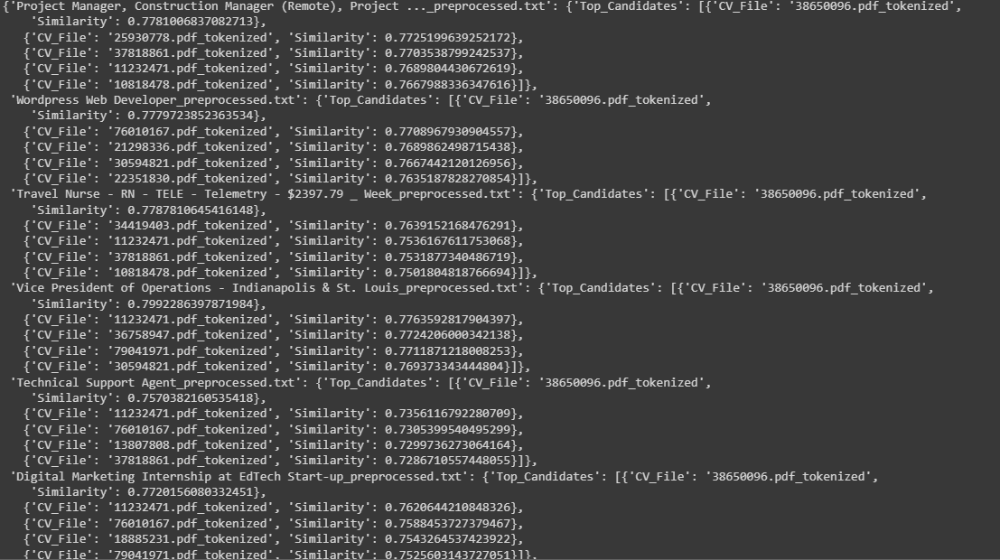 {'Project Manager, Construction Manager (Remote), Project ..._preprocessed.txt': {'Top_Candidates': [{'CV_File': '38650096.pdf_tokenized',
'Similarity': 0.7781006837082713},
{'CV_File': '25930778.pdf_tokenized', 'Similarity': 0.7725199639252172},
{'CV_File': '37818861.pdf_tokenized', 'Similarity': 0.7703538799242537},
{'CV_File': '11232471.pdf_tokenized', 'Similarity': 0.7689804430672619},
{'CV_File': '10818478.pdf_tokenized', 'Similarity': 0.7667988336347616}]},
'Wordpress Web Developer_preprocessed.txt': {'Top_Candidates': [{'CV_File': '38650096.pdf_tokenized',
'Similarity': 0.7779723852363534},
{'CV_File': '76010167.pdf_tokenized', 'Similarity': 0.7708967930904557},
{'CV_File': '21298336.pdf_tokenized', 'Similarity': 0.7689862498715438},
{'CV_File': '30594821.pdf_tokenized', 'Similarity': 0.7667442120126956},
{'CV_File': '22351830.pdf_tokenized', 'Similarity': 0.7635187828270854}]},
'Travel Nurse - RN - TELE - Telemetry - $2397.79 _ Week_preprocessed.txt': {'Top_Candidates': [{'CV_File': '38650096.pdf_tokenized',
'Similarity': 0.7787810645416148},
{'CV_File': '34419403.pdf_tokenized', 'Similarity': 0.7639152168476291},
{'CV_File': '11232471.pdf_tokenized', 'Similarity': 0.7536167611753068},
{'CV_File': '37818861.pdf_tokenized', 'Similarity': 0.7531877340486719},
{'CV_File': '10818478.pdf_tokenized', 'Similarity': 0.7501804818766694}]},
'Vice President of Operations - Indianapolis & St. Louis_preprocessed.txt': {'Top_Candidates': [{'CV_File': '38650096.pdf_tokenized',
'Similarity': 0.7992286397871984},
{'CV_File': '11232471.pdf_tokenized', 'Similarity': 0.7763592817904397},
{'CV_File': '36758947.pdf_tokenized', 'Similarity': 0.7724206000342138},
{'CV_File': '79041971.pdf_tokenized', 'Similarity': 0.7711871218008253},
{'CV_File': '30594821.pdf_tokenized', 'Similarity': 0.769373343444804}]},
'Technical Support Agent_preprocessed.txt': {'Top_Candidates': [{'CV_File': '38650096.pdf_tokenized',
'Similarity': 0.7570382160535418},
{'CV_File': '11232471.pdf_tokenized', 'Similarity': 0.7356116792280709},
{'CV_File': '76010167.pdf_tokenized', 'Similarity': 0.7305399540495299},
{'CV_File': '13807808.pdf_tokenized', 'Similarity': 0.7299736273064164},
{'CV_File': '37818861.pdf_tokenized', 'Similarity': 0.7286710557448055}]},
'Digital Marketing Internship at EdTech Start-up_preprocessed.txt': {'Top_Candidates': [{'CV_File': '38650096.pdf_tokenized',
'Similarity': 0.7720156080332451},
{'CV_File': '11232471.pdf_tokenized', 'Similarity': 0.7620644210848326},
{'CV_File': '76010167.pdf_tokenized', 'Similarity': 0.7588453727379467},
{'CV_File': '18885231.pdf_tokenized', 'Similarity': 0.7543264537423922},
{'CV_File': '79041971.pdf_tokenized', 'Similarity': 0.7525603143727051}]},